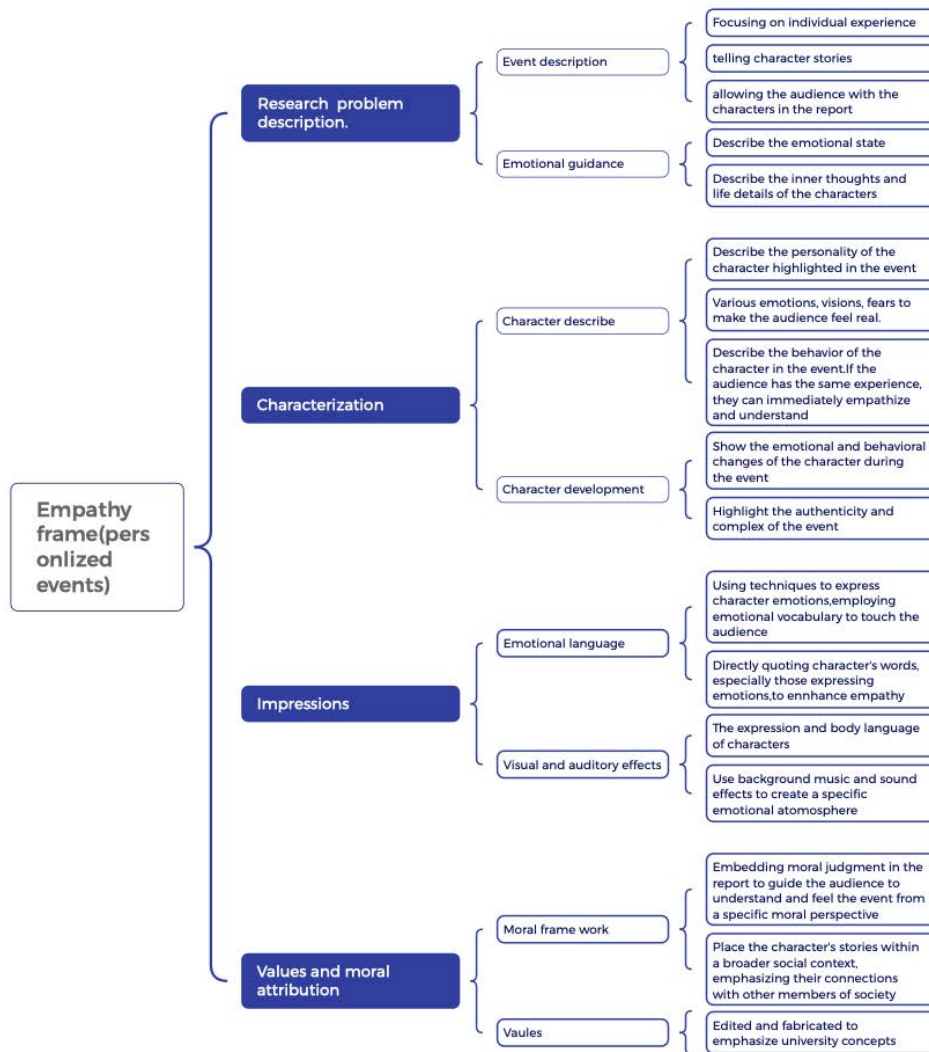 Empathy
frame(pers
onlized
events)
Research problem
description.
Event description
Focusing on individual experience
telling character stories
allowing the audience with the
characters in the report
Emotional guidance
Describe the emotional state
Describe the inner thoughts and
life details of the characters
Characterization
Character describe
Describe the personality of the
character highlighted in the event
Various emotions, visions, fears to
make the audience feel real.
Describe the behavior of the
character in the event.If the
audience has the same experience,
they can immediately empathize
and understand
Character development
Show the emotional and behavioral
changes of the character during
the event
Highlight the authenticity and
complex of the event
Impressions
Emotional language
Using techniques to express
character emotions,employing
emotional vocabulary to touch the
audience
Directly quoting character's words,
especially those expressing
emotions,to ennhance empathy
Visual and auditory effects
The expression and body language
of characters
Use background music and sound
effects to create a specific
emotional atomosphere
Values and moral
attribution
Moral frame work
Embedding moral judgment in the
report to guide the audience to
understand and feel the event from
a specific moral perspective
Place the character's stories within
a broader social context,
emphasizing their connections
with other members of society
Vaules
Edited and fabricated to
emphasize university concepts